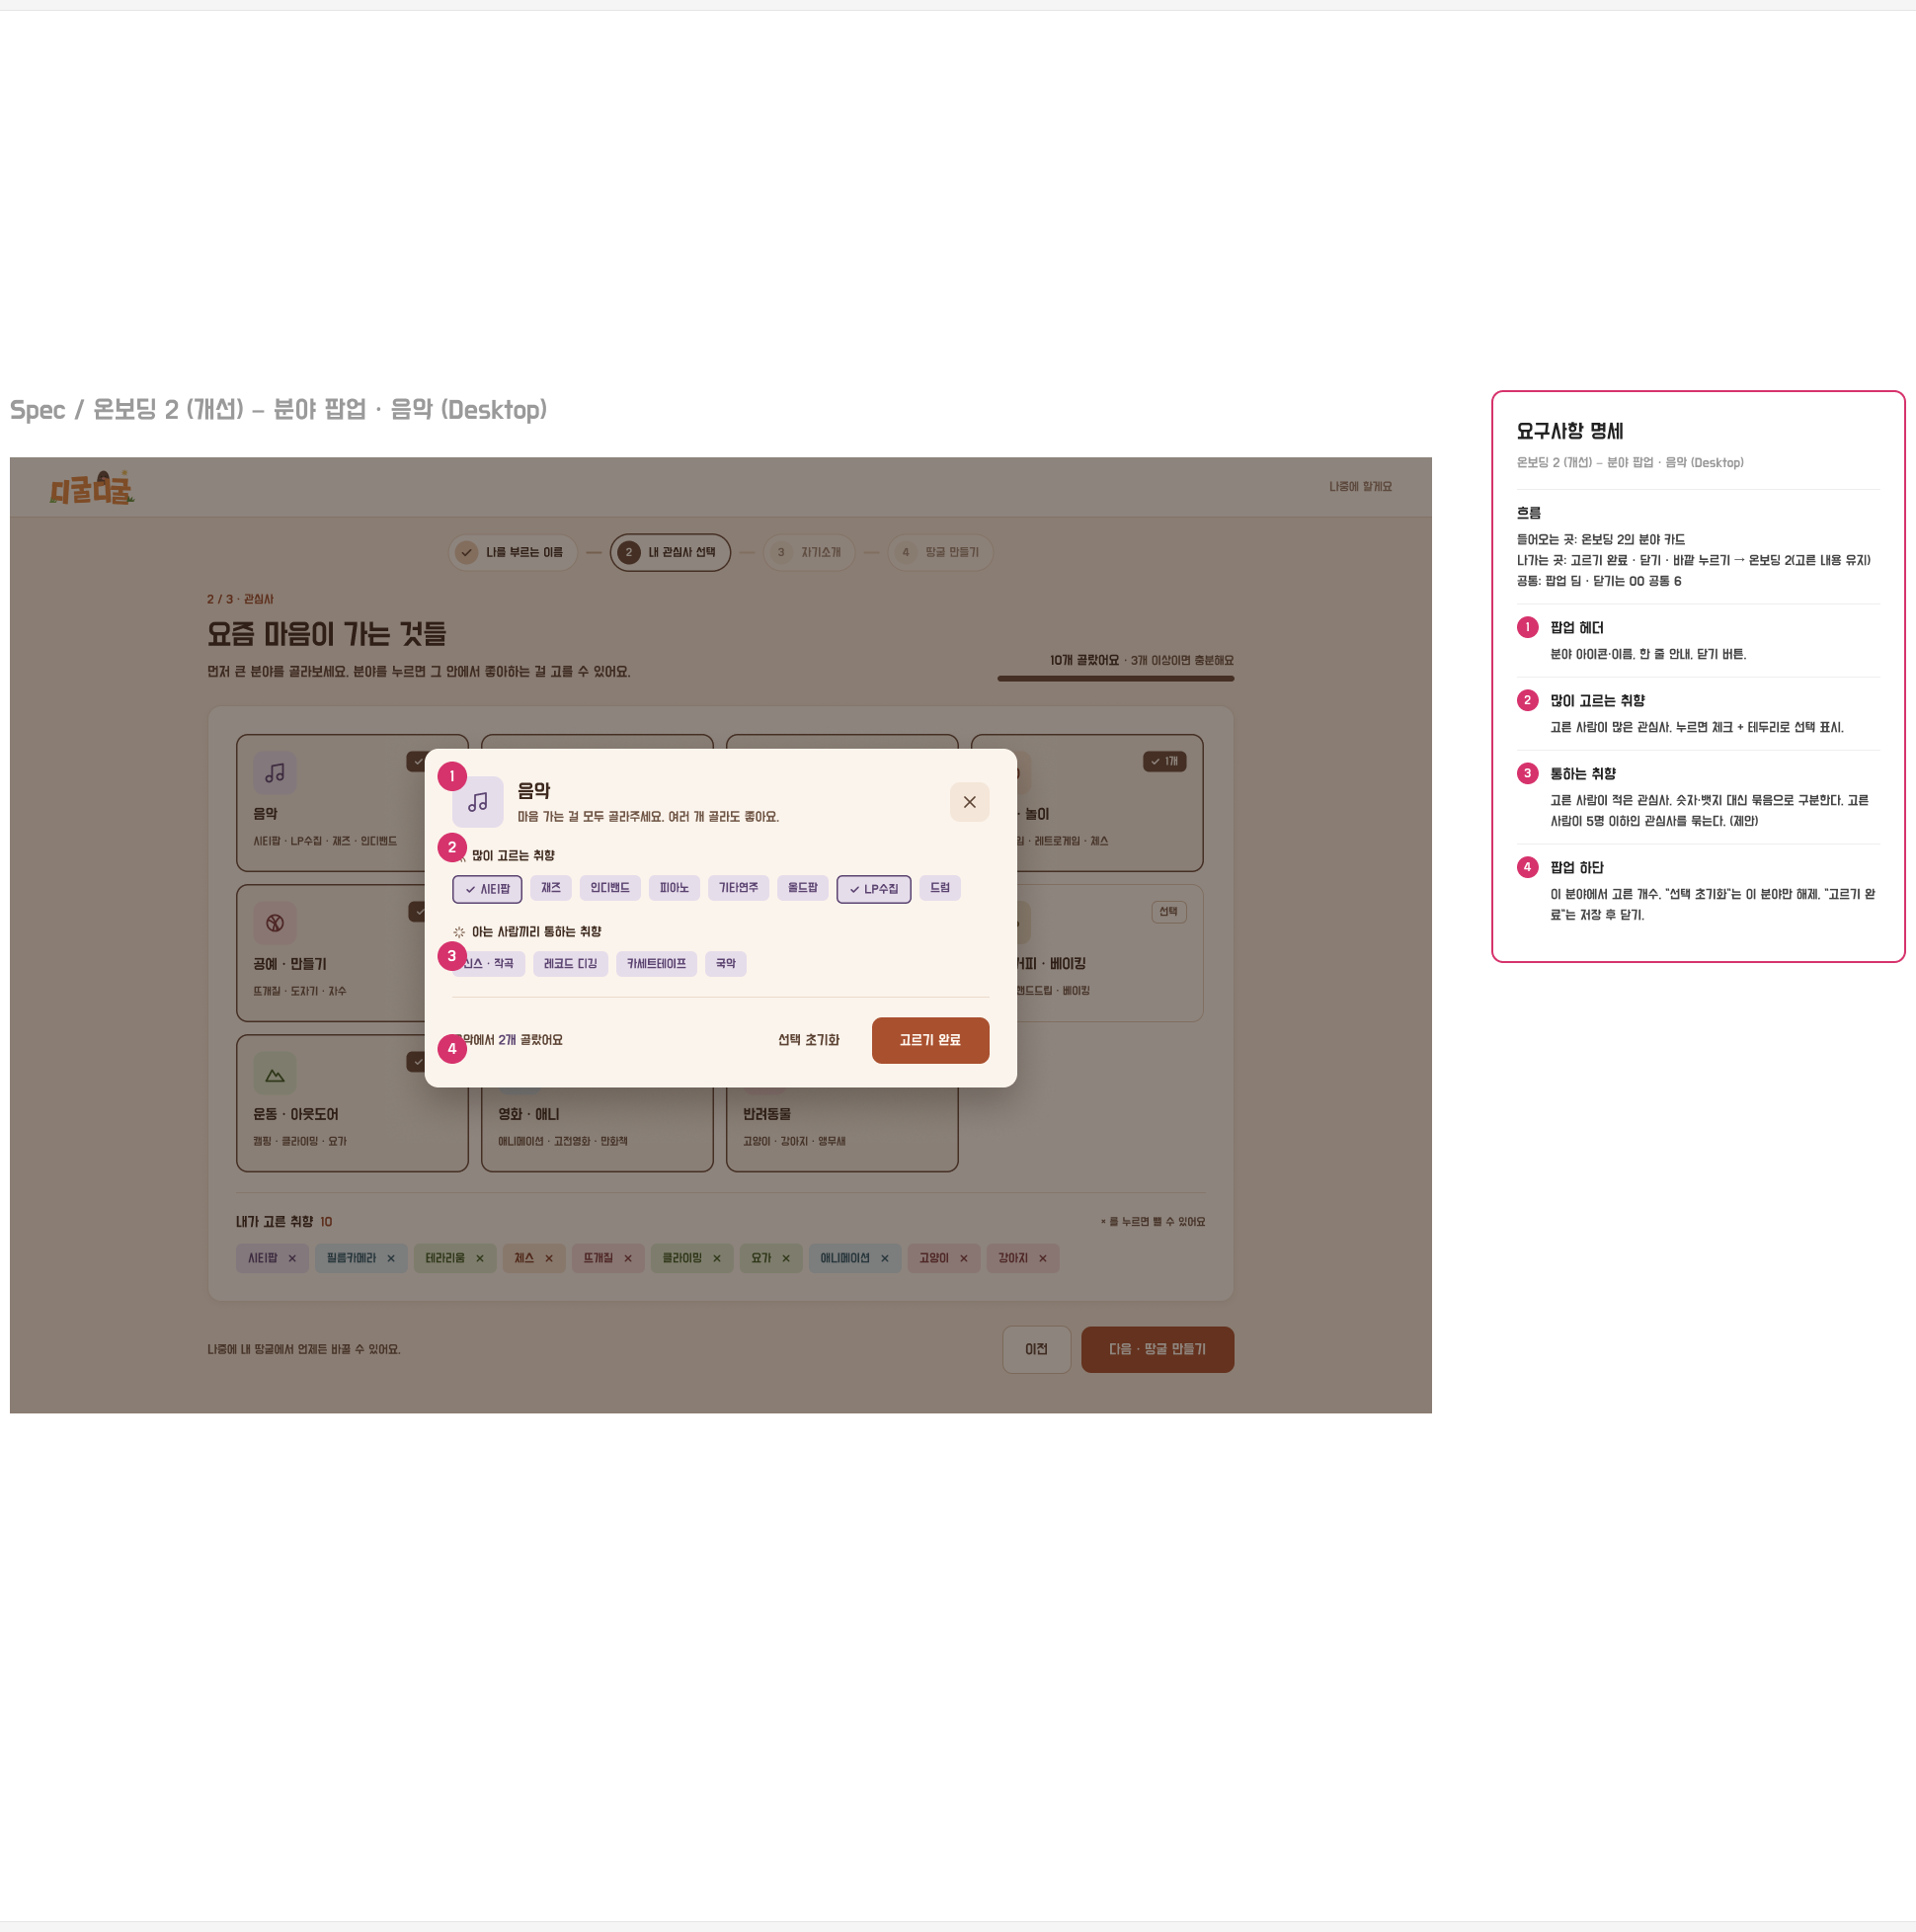 Spec / 온보딩 2 (개선) – 분야 팝업 · 음악 (Desktop)
디굴디굴
나중에 할게요
나를 부르는 이름
2 내 관심사 선택
3 자기소개
4 땅굴 만들기
2 / 3 · 관심사
요즘 마음이 가는 것들
먼저 큰 분야를 골라보세요. 분야를 누르면 그 안에서 좋아하는 걸 고를 수 있어요.
10개 골랐어요 · 3개 이상이면 충분해요
음악
시티팝 · LP수집 · 재즈 · 인디밴드
1개
· 놀이
· 레트로게임 · 체스
공예 · 만들기
뜨개질 · 도자기 · 자수
선택
커피 · 베이킹
핸드드립 · 베이킹
운동 · 아웃도어
캠핑 · 클라이밍 · 요가
영화 · 애니
애니메이션 · 고전영화 · 만화책
반려동물
고양이 · 강아지 · 앵무새
1
음악
마음 가는 걸 모두 골라주세요. 여러 개 골라도 좋아요.
2
많이 고르는 취향
시티팝
재즈
인디밴드
피아노
기타연주
올드팝
LP수집
드럼
아는 사람끼리 통하는 취향
3
신스 · 작곡
레코드 디깅
카세트테이프
국악
4
음악에서 2개 골랐어요
선택 초기화
고르기 완료
내가 고른 취향 10
× 를 누르면 뺄 수 있어요
시티팝 ×
필름카메라 ×
테라리움 ×
체스 ×
뜨개질 ×
클라이밍 ×
요가 ×
애니메이션 ×
고양이 ×
강아지 ×
나중에 내 땅굴에서 언제든 바꿀 수 있어요.
이전
다음 · 땅굴 만들기
요구사항 명세
온보딩 2 (개선) – 분야 팝업 · 음악 (Desktop)
흐름
들어오는 곳: 온보딩 2의 분야 카드
나가는 곳: 고르기 완료 · 닫기 · 바깥 누르기 → 온보딩 2(고른 내용 유지)
공통: 팝업 딤 · 닫기는 00 공통 6
1 팝업 헤더
분야 아이콘·이름, 한 줄 안내, 닫기 버튼.
2 많이 고르는 취향
고른 사람이 많은 관심사. 누르면 체크 + 테두리로 선택 표시.
3 통하는 취향
고른 사람이 적은 관심사. 숫자·뱃지 대신 묶음으로 구분한다. 고른
사람이 5명 이하인 관심사를 묶는다. (제안)
4 팝업 하단
이 분야에서 고른 개수. "선택 초기화"는 이 분야만 해제. "고르기 완
료"는 저장 후 닫기.